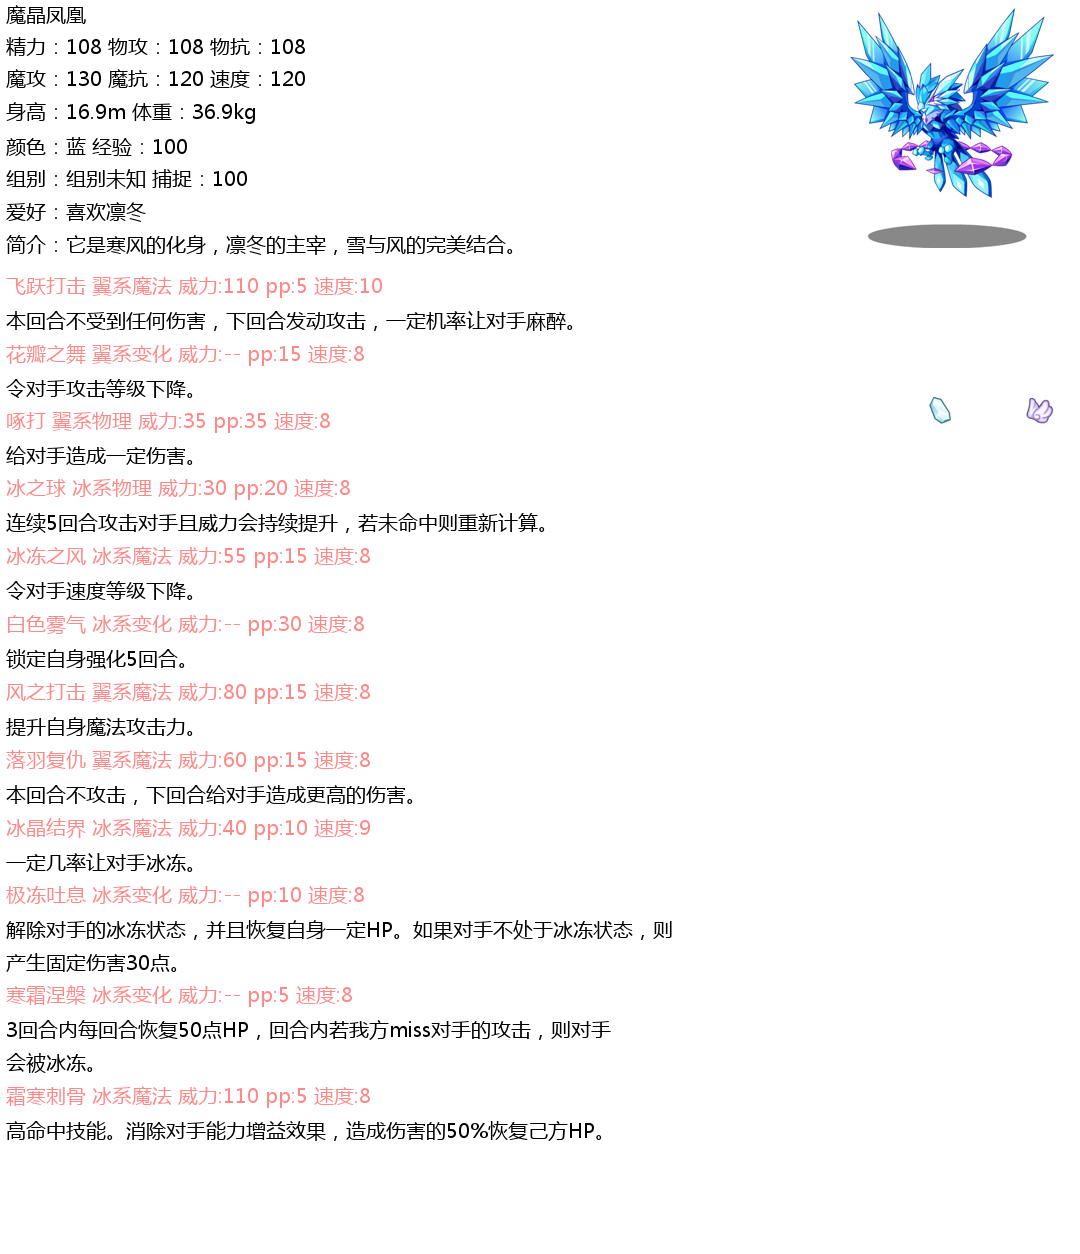 魔晶凤凰
精力：108 物攻：108 物抗：108
魔攻：130 魔抗：120 速度：120
身高：16.9m 体重：36.9kg
颜色：蓝 经验：100
组别：组别未知 捕捉：100
爱好：喜欢凛冬
简介：它是寒风的化身，凛冬的主宰，雪与风的完美结合。
飞跃打击 翼系魔法 威力:110 pp:5 速度:10
本回合不受到任何伤害，下回合发动攻击，一定机率让对手麻醉。
花瓣之舞 翼系变化 威力:-- pp:15 速度:8
令对手攻击等级下降。
啄打 翼系物理 威力:35 pp:35 速度:8
给对手造成一定伤害。
冰之球 冰系物理 威力:30 pp:20 速度:8
连续5回合攻击对手且威力会持续提升，若未命中则重新计算。
冰冻之风 冰系魔法 威力:55 pp:15 速度:8
令对手速度等级下降。
白色雾气 冰系变化 威力:-- pp:30 速度:8
锁定自身强化5回合。
风之打击 翼系魔法 威力:80 pp:15 速度:8
提升自身魔法攻击力。
落羽复仇 翼系魔法 威力:60 pp:15 速度:8
本回合不攻击，下回合给对手造成更高的伤害。
冰晶结界 冰系魔法 威力:40 pp:10 速度:9
一定几率让对手冰冻。
极冻吐息 冰系变化 威力:-- pp:10 速度:8
解除对手的冰冻状态，并且恢复自身一定HP。如果对手不处于冰冻状态，则
产生固定伤害30点。
寒霜涅槃 冰系变化 威力:-- pp:5 速度:8
3回合内每回合恢复50点HP，回合内若我方miss对手的攻击，则对手
会被冰冻。
霜寒刺骨 冰系魔法 威力:110 pp:5 速度:8
高命中技能。消除对手能力增益效果，造成伤害的50%恢复己方HP。